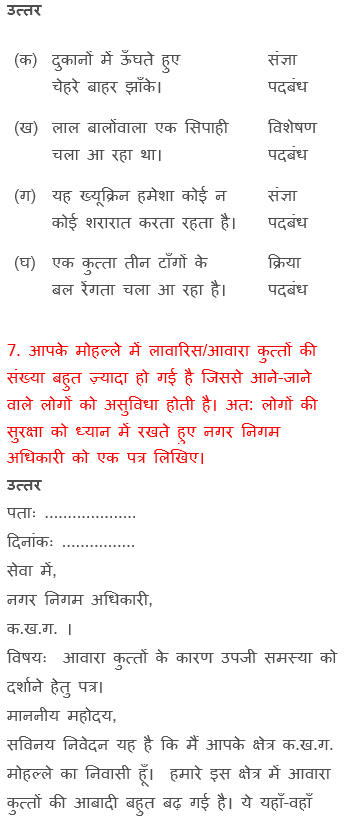 उत्तर
(क) दुकानों में ऊँघते हुए संज्ञा
चेहरे बाहर झाँके। पदबंध
(ख) लाल बालोंवाला एक सिपाही विशेषण
चला आ रहा था। पदबंध
(ग) यह ख्यूक्रिन हमेशा कोई न संज्ञा
कोई शरारात करता रहता है। पदबंध
(घ) एक कुत्ता तीन टाँगों के क्रिया
बल रेंगता चला आ रहा है। पदबंध
7. आपके मोहल्ले में लावारिस/आवारा कुत्तों की
संख्या बहुत ज़्यादा हो गई है जिससे आने-जाने
वाले लोगों को असुविधा होती है। अत: लोगों की
सुरक्षा को ध्यान में रखते हुए नगर निगम
अधिकारी को एक पत्र लिखिए।
उत्तर
पताः ....................
दिनांकः ................
सेवा में,
नगर निगम अधिकारी,
क.ख.ग. ।
विषयः आवारा कुत्तों के कारण उपजी समस्या को
दर्शाने हेतु पत्र।
माननीय महोदय,
सविनय निवेदन यह है कि मैं आपके क्षेत्र क.ख.ग.
मोहल्ले का निवासी हूँ। हमारे इस क्षेत्र में आवारा
कुत्तों की आबादी बहुत बढ़ गई है। ये यहाँ-वहाँ